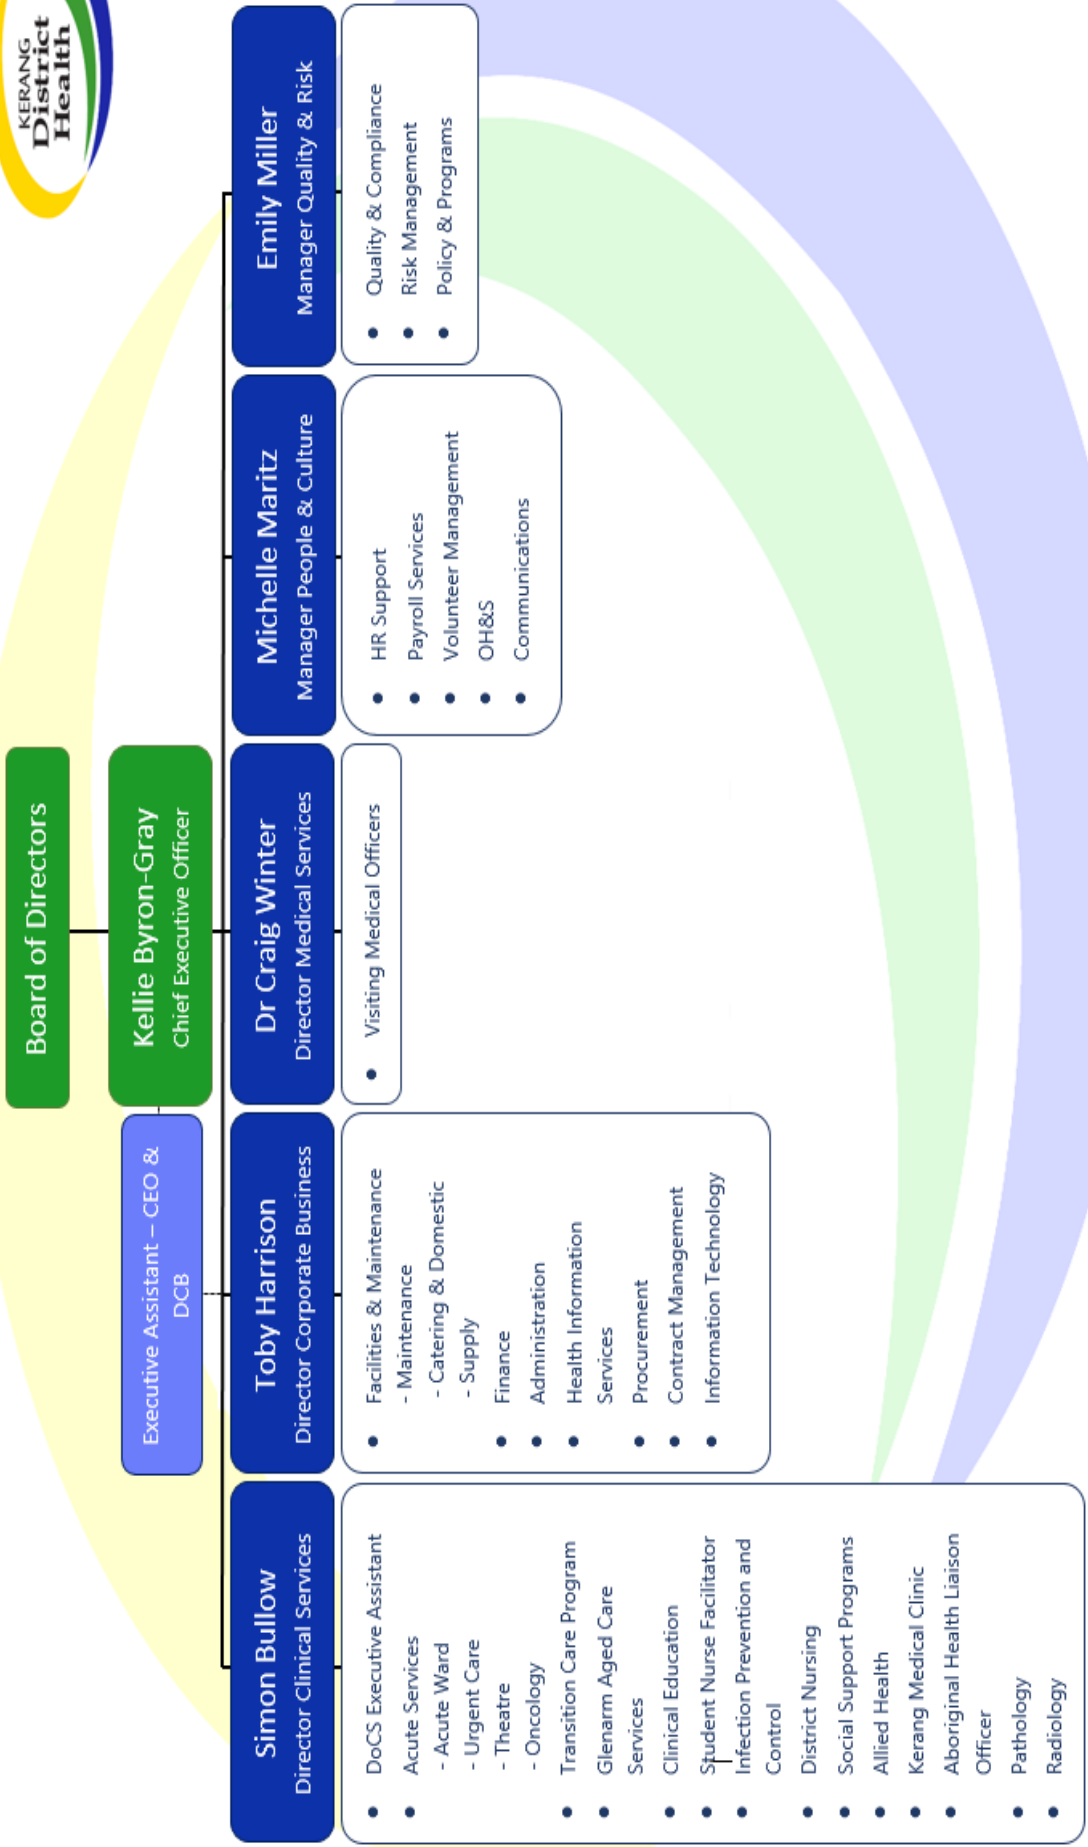 KERANG
District
Health
Board of Directors
Kellie Byron-Gray
Chief Executive Officer
Executive Assistant – CEO &
DCB
Simon Bullow
Director Clinical Services
• DoCS Executive Assistant
• Acute Services
- Acute Ward
- Urgent Care
- Theatre
- Oncology
• Transition Care Program
• Glenarm Aged Care
Services
• Clinical Education
• Student Nurse Facilitator
• Infection Prevention and
Control
• District Nursing
• Social Support Programs
• Allied Health
• Kerang Medical Clinic
• Aboriginal Health Liaison
Officer
• Pathology
• Radiology
Toby Harrison
Director Corporate Business
• Facilities & Maintenance
- Maintenance
- Catering & Domestic
- Supply
• Finance
• Administration
• Health Information
Services
• Procurement
• Contract Management
• Information Technology
Dr Craig Winter
Director Medical Services
• Visiting Medical Officers
Michelle Maritz
Manager People & Culture
• HR Support
• Payroll Services
• Volunteer Management
• OH&S
• Communications
Emily Miller
Manager Quality & Risk
• Quality & Compliance
• Risk Management
• Policy & Programs